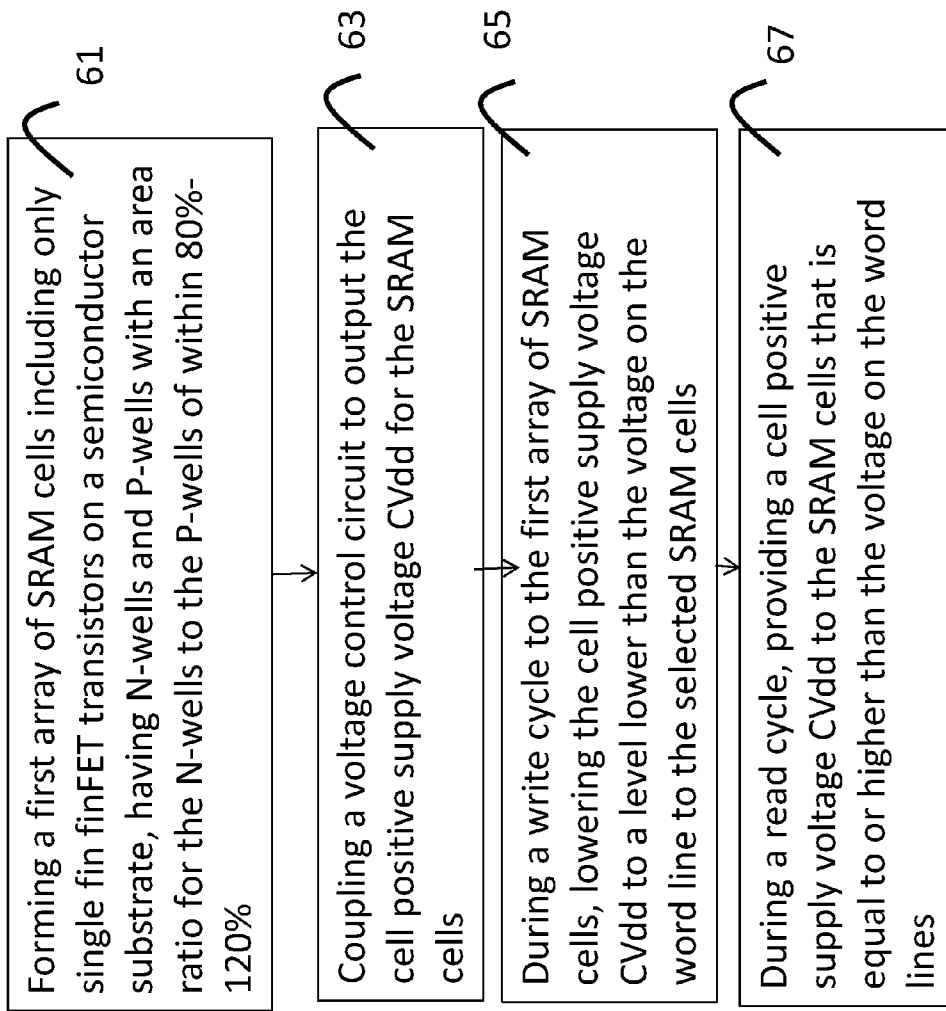 Forming a first array of SRAM cells including only
single fin finFET transistors on a semiconductor
substrate, having N-wells and P-wells with an area
ratio for the N-wells to the P-wells of within 80%-
120%
61
Coupling a voltage control circuit to output the
cell positive supply voltage CVdd for the SRAM
cells
63
During a write cycle to the first array of SRAM
cells, lowering the cell positive supply voltage
CVdd to a level lower than the voltage on the
word line to the selected SRAM cells
65
During a read cycle, providing a cell positive
supply voltage CVdd to the SRAM cells that is
equal to or higher than the voltage on the word
lines
67